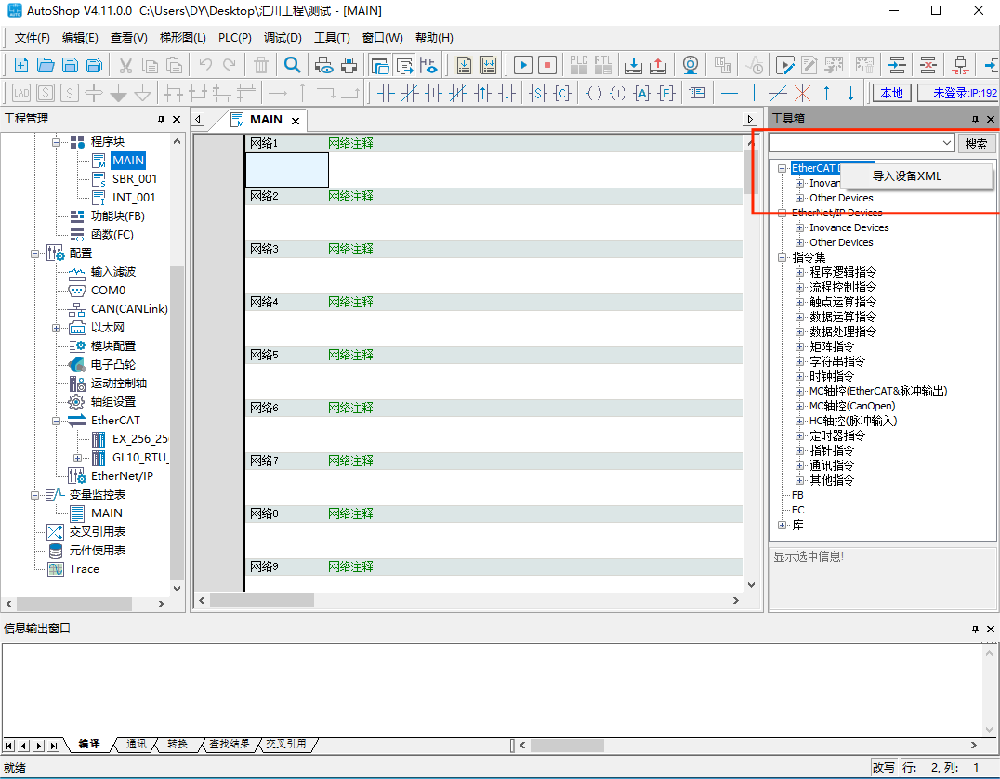 AutoShop V4.11.0.0  C:\Users\DY\Desktop\汇川工程\测试 - [MAIN]
文件(F) 编辑(E) 查看(V) 梯形图(L) PLC(P) 调试(D) 工具(T) 窗口(W) 帮助(H)
PLC RTU TEST
LAD 本地 未登录:IP:192
工程管理
程序块
MAIN
SBR_001
INT_001
功能块(FB)
函数(FC)
配置
输入滤波
COM0
CAN(CANLink)
以太网
模块配置
电子凸轮
运动控制轴
轴组设置
EtherCAT
EX_256_25
GL10_RTU_
EtherNet/IP
变量监控表
MAIN
交叉引用表
元件使用表
Trace
MAIN
网络1 网络注释
网络2 网络注释
网络3 网络注释
网络4 网络注释
网络5 网络注释
网络6 网络注释
网络7 网络注释
网络8 网络注释
网络9 网络注释
工具箱
搜索
EtherCAT D
导入设备XML
Inovan
Other Devices
EtherNet/IP Devices
Inovance Devices
Other Devices
指令集
程序逻辑指令
流程控制指令
触点运算指令
数据运算指令
数据处理指令
矩阵指令
字符串指令
时钟指令
MC轴控(EtherCAT&脉冲输出)
MC轴控(CanOpen)
HC轴控(脉冲输入)
定时器指令
指针指令
通讯指令
其他指令
FB
FC
库
显示选中信息!
信息输出窗口
编译 通讯 转换 查找结果 交叉引用
就绪 改写 行: 2, 列: 1